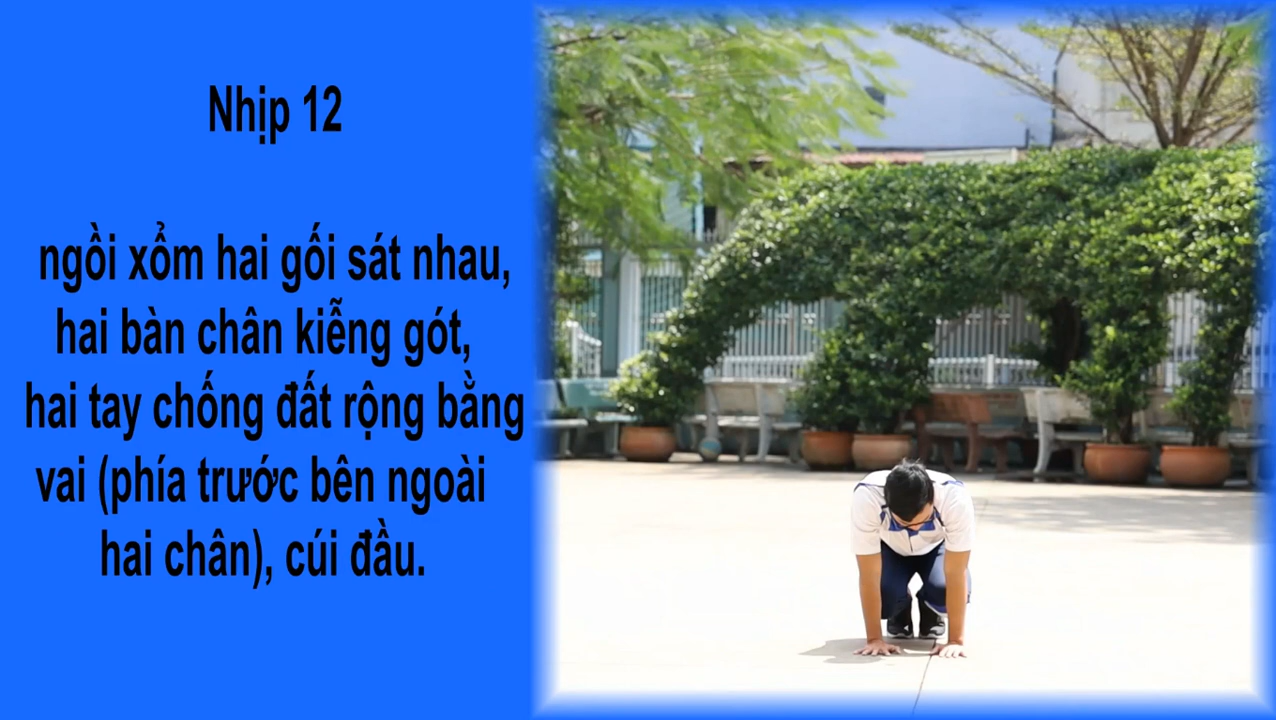 Nhịp 12
ngồi xổm hai gối sát nhau,
hai bàn chân kiễng gót,
hai tay chống đất rộng bằng
vai (phía trước bên ngoài
hai chân), cúi đầu.